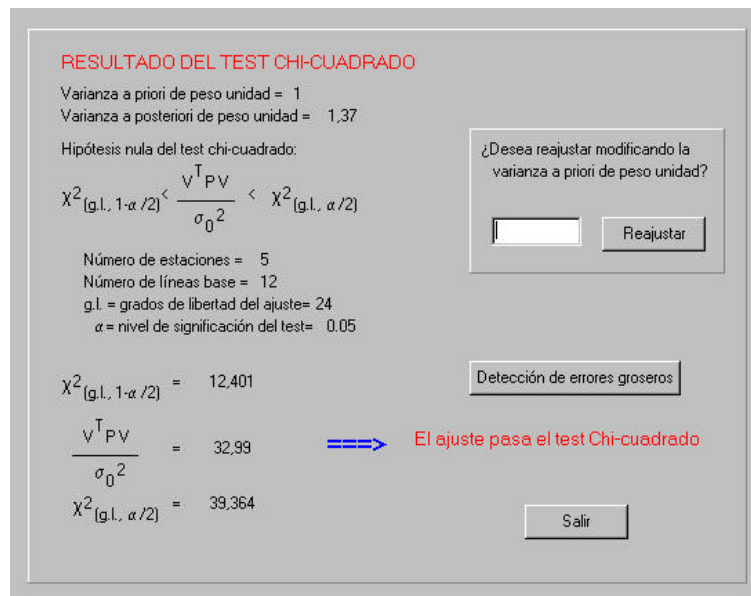 RESULTADO DEL TEST CHI-CUADRADO
Varianza a priori de peso unidad = 1
Varianza a posteriori de peso unidad = 1,37
Hipótesis nula del test chi-cuadrado:
χ2(g.l., 1-α/2) < VTPV / σ02 < χ2(g.l., α/2)
Número de estaciones = 5
Número de líneas base = 12
g.l. = grados de libertad del ajuste= 24
α = nivel de significación del test= 0.05
¿Desea reajustar modificando la
varianza a priori de peso unidad?
Reajustar
Detección de errores groseros
χ2(g.l., 1-α/2) = 12,401
VTPV / σ02 = 32,99
===>
El ajuste pasa el test Chi-cuadrado
χ2(g.l., α/2) = 39,364
Salir